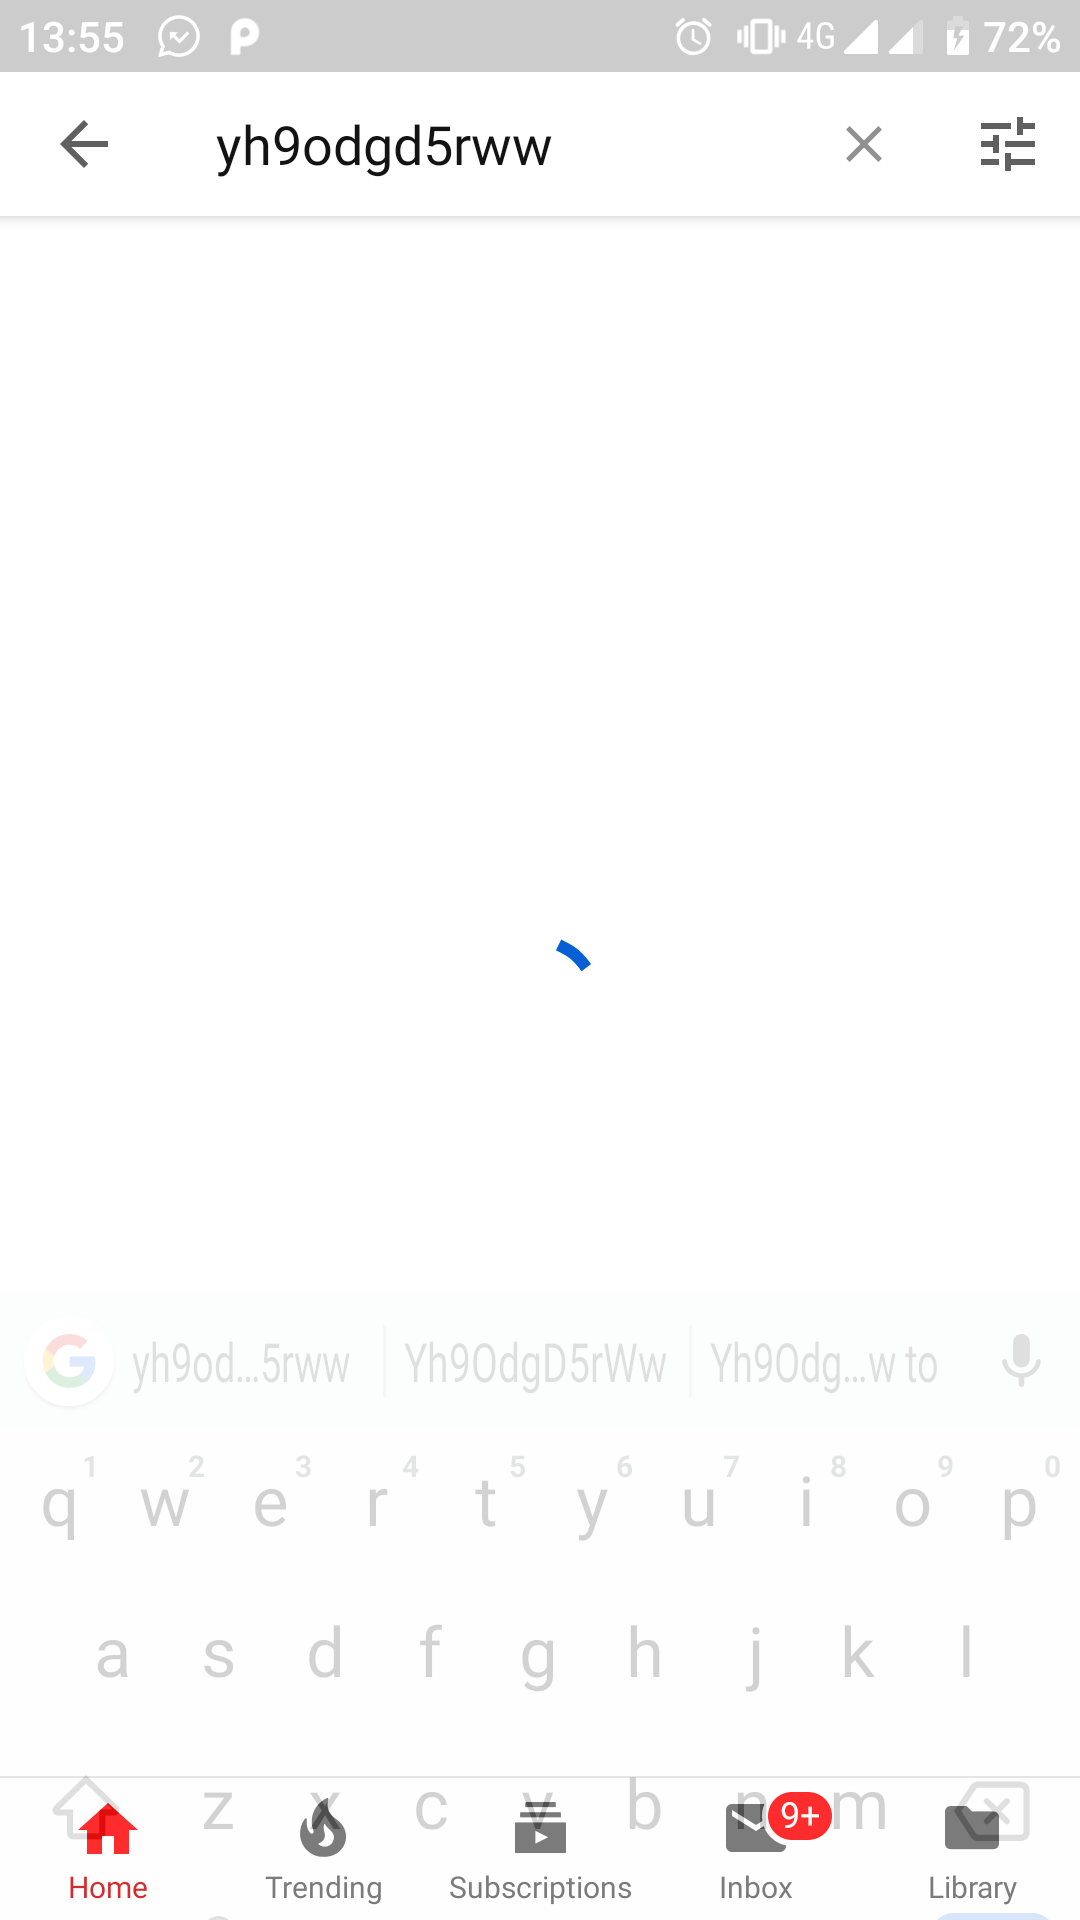 13:55 4G 72%
yh9odgd5rww
yh9od...5rww Yh9OdgD5rWw Yh9Odg...w to
1 2 3 4 5 6 7 8 9 0
q w e r t y u i o p
a s d f g h j k l
z x c v b n m
9+
Home Trending Subscriptions Inbox Library